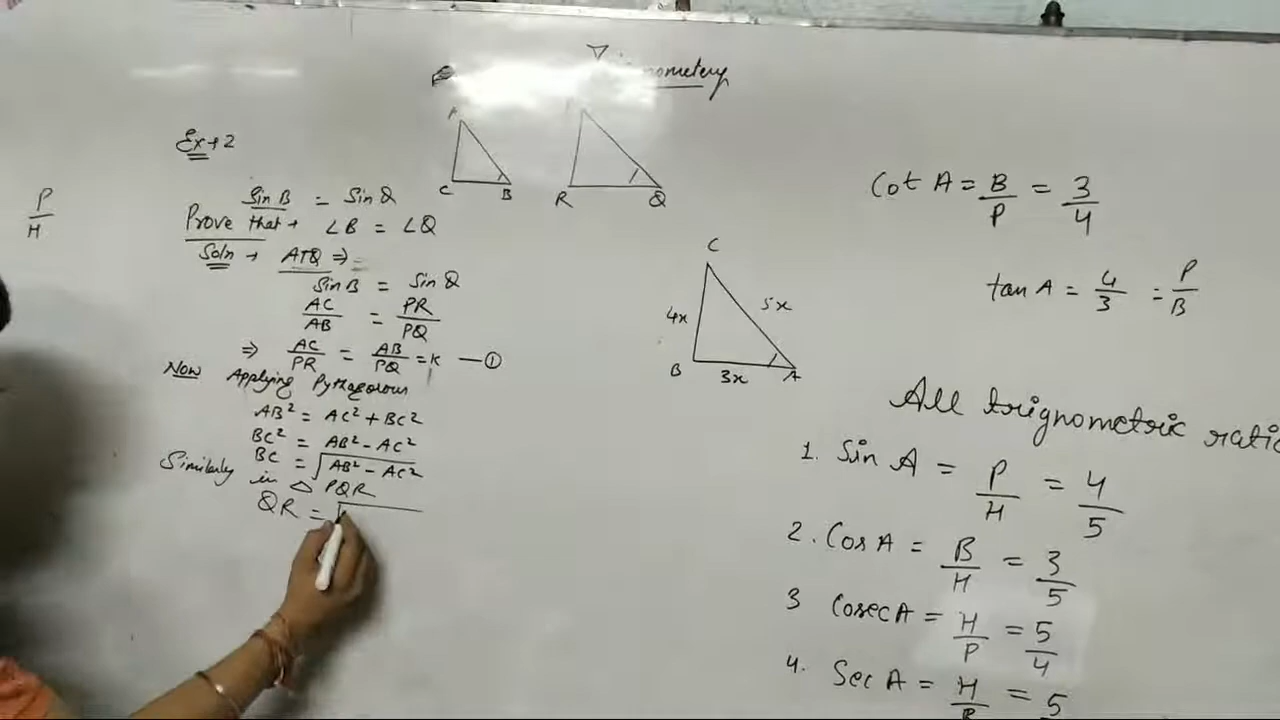 Ex→2
Sin B = Sin Q
Prove that → ∠B = ∠Q
Soln → ATQ ⇒
Sin B = Sin Q
AC/AB = PR/PQ
⇒ AC/PR = AB/PQ = K —①
Now Applying Pythagorous
AB² = AC² + BC²
BC² = AB² - AC²
BC = √AB² - AC²
Similarly in △ PQR
QR = √
P/H
C B
R Q
C
4x 5x
B 3x A
Cot A = B/P = 3/4
tan A = 4/3 = P/B
All trignometric
1. Sin A = P/H = 4/5
2. Cos A = B/H = 3/5
3 Cosec A = H/P = 5/4
4. Sec A = H/B = 5